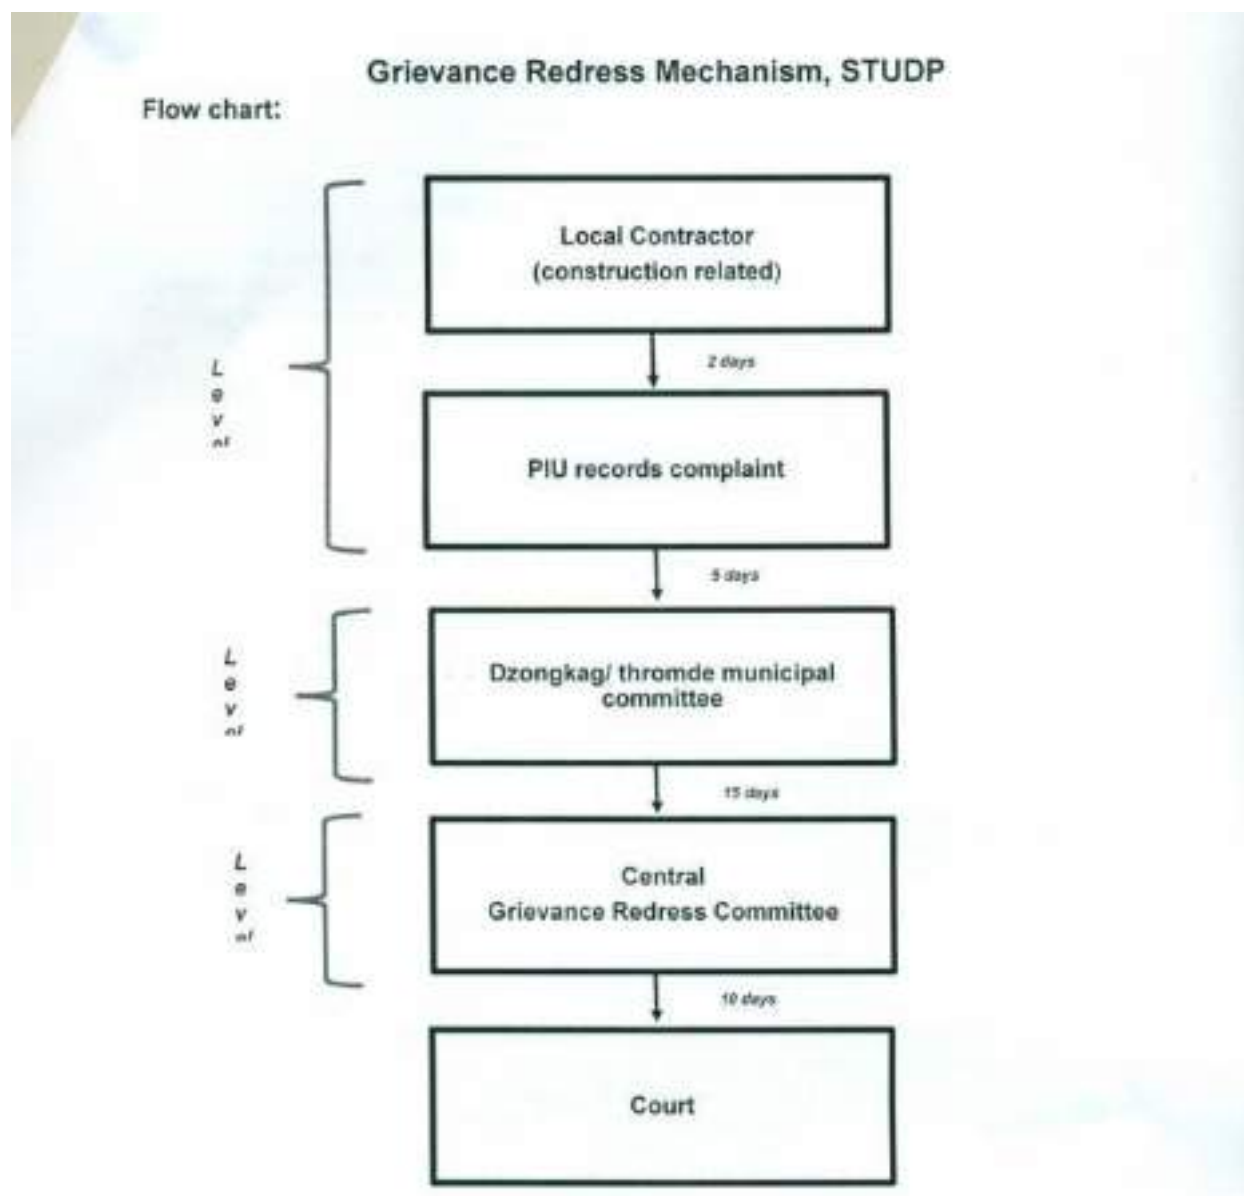 Grievance Redress Mechanism, STUDP
Flow chart:
Local Contractor
(construction related)
2 days
L
e
v
PIU records complaint
5 days
L
e
v
Dzongkag/ thromde municipal
committee
15 days
L
e
v
Central
Grievance Redress Committee
10 days
Court